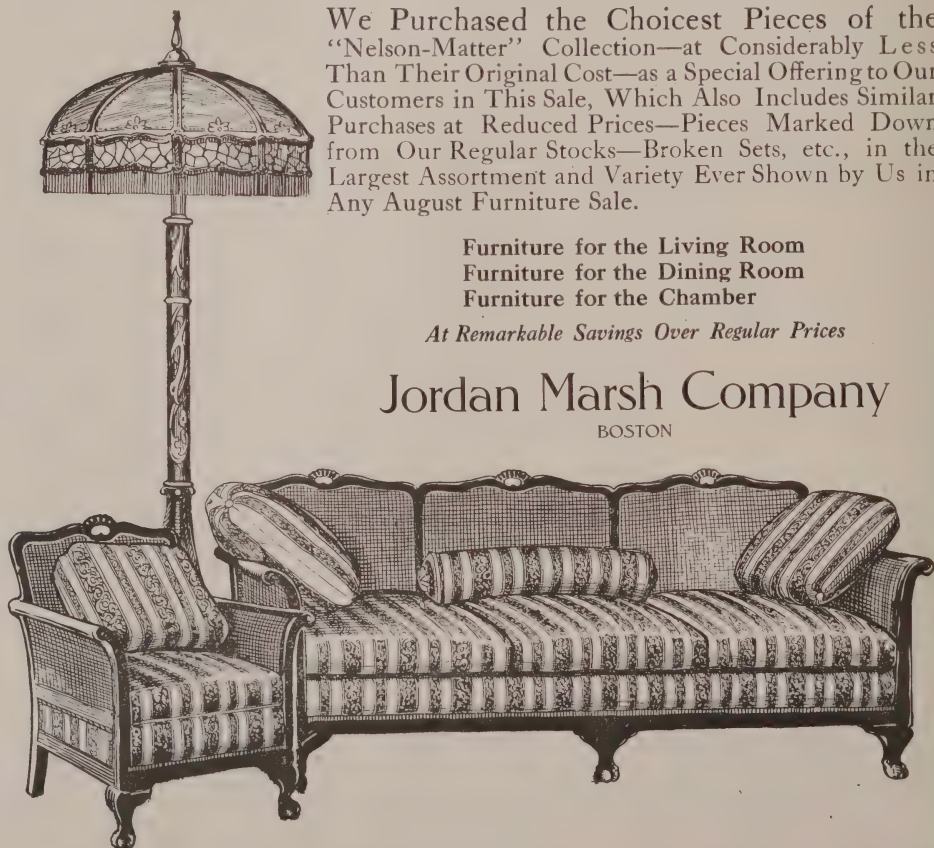 We Purchased the Choicest Pieces of the
“Nelson-Matter” Collection—at Considerably Less
Than Their Original Cost—as a Special Offering to Our
Customers in This Sale, Which Also Includes Similar
Purchases at Reduced Prices—Pieces Marked Down
from Our Regular Stocks—Broken Sets, etc., in the
Largest Assortment and Variety Ever Shown by Us in
Any August Furniture Sale.
Furniture for the Living Room
Furniture for the Dining Room
Furniture for the Chamber
At Remarkable Savings Over Regular Prices
Jordan Marsh Company
BOSTON